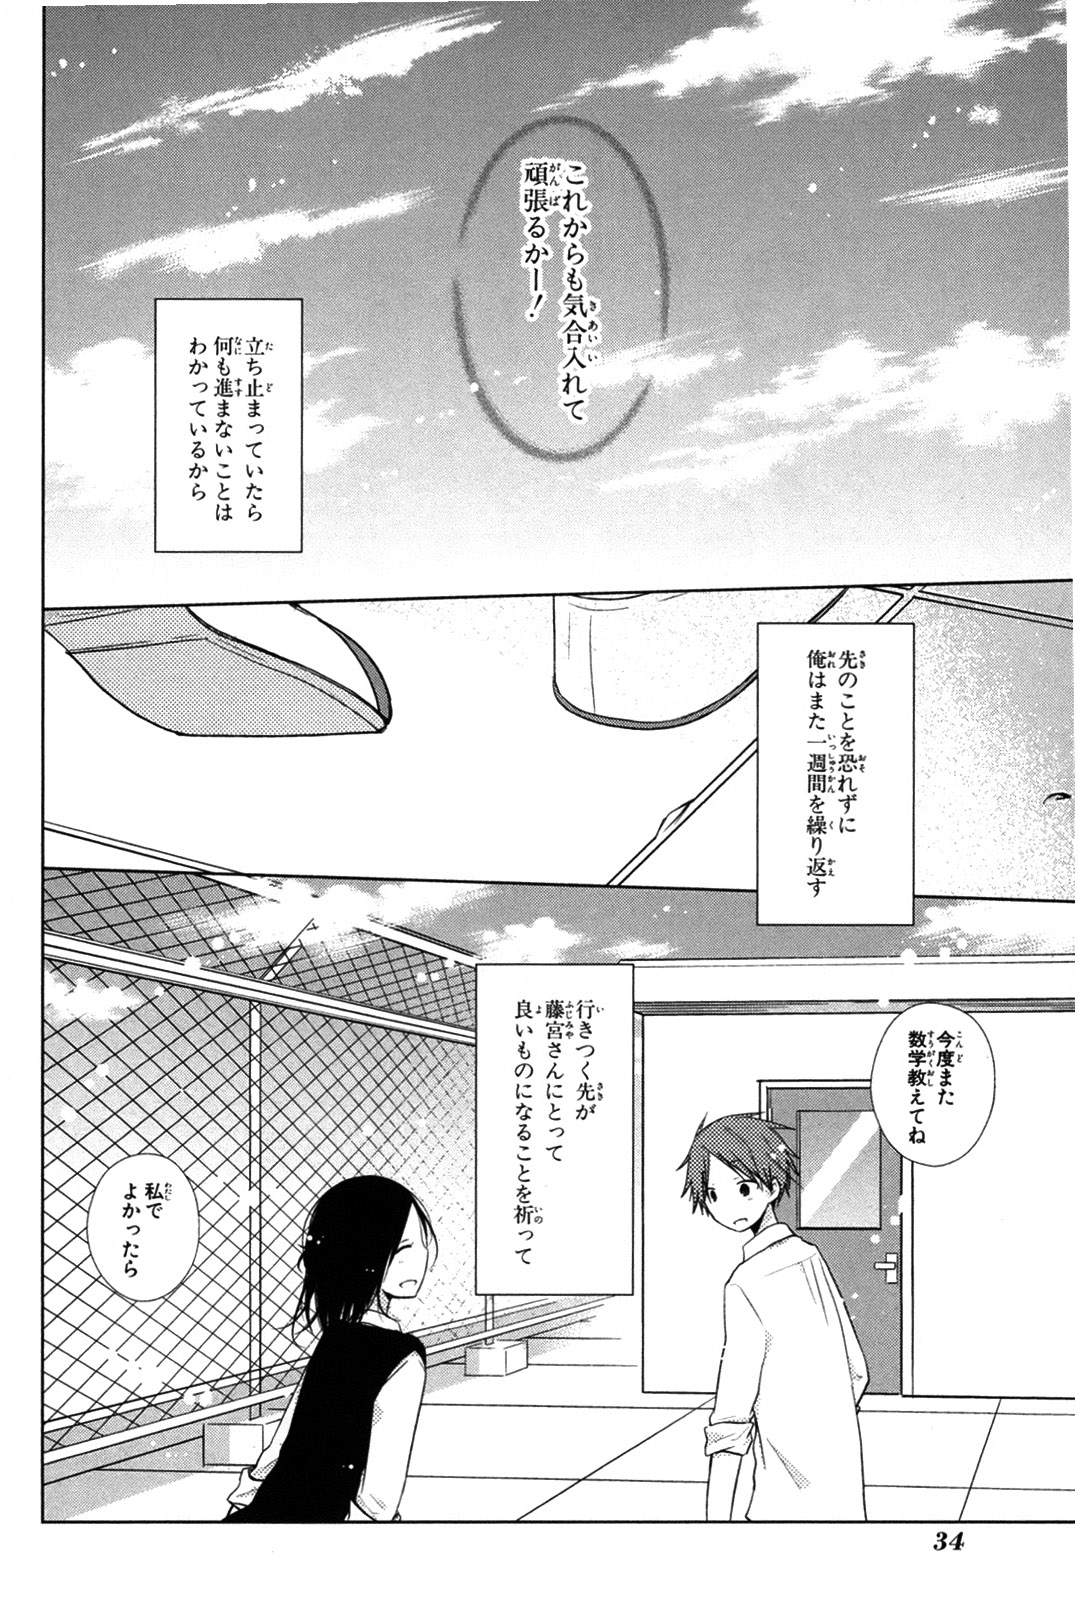 これからも気合入れて
頑張るかー!
立ち止まっていたら
何も進まないことは
わかっているから
先のことを恐れずに
俺はまた一週間を繰り返す
今度また
数学教えてね
行きつく先が
藤宮さんにとって
良いものになることを祈って
私で
よかったら
34